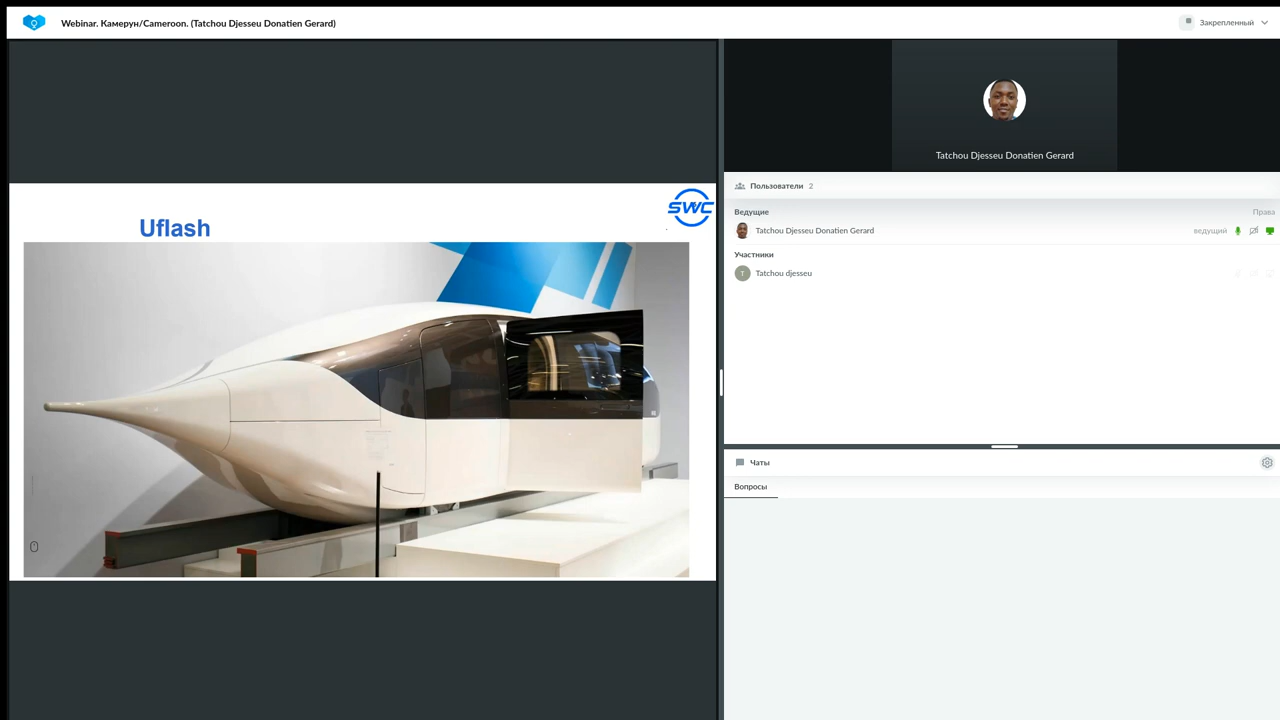 Webinar. Камерун/Cameroon. (Tatchou Djesseu Donatien Gerard)
Закрепленный
SWC
Uflash
Tatchou Djesseu Donatien Gerard
Пользователи 2
Ведущие Права
Tatchou Djesseu Donatien Gerard ведущий
Участники
T Tatchou djesseu
Чаты
Вопросы